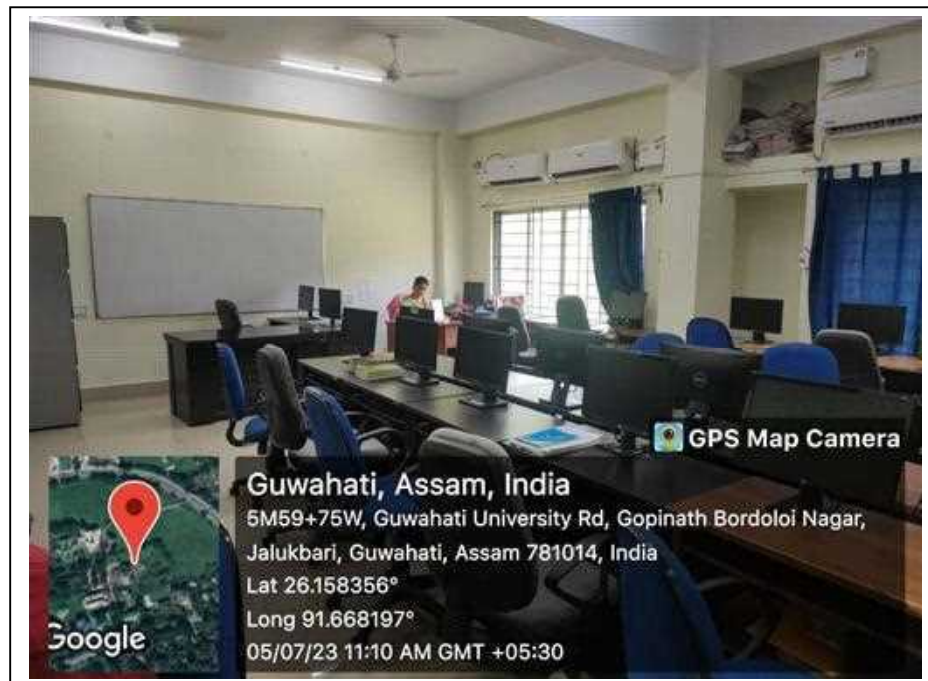 GPS Map Camera
Guwahati, Assam, India
5M59+75W, Guwahati University Rd, Gopinath Bordoloi Nagar,
Jalukbari, Guwahati, Assam 781014, India
Lat 26.158356°
Long 91.668197°
05/07/23 11:10 AM GMT +05:30
Google